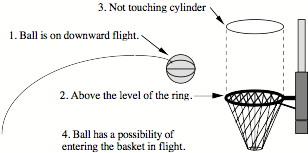 3. Not touching cylinder
1. Ball is on downward flight.
2. Above the level of the ring.
4. Ball has a possibility of
entering the basket in flight.